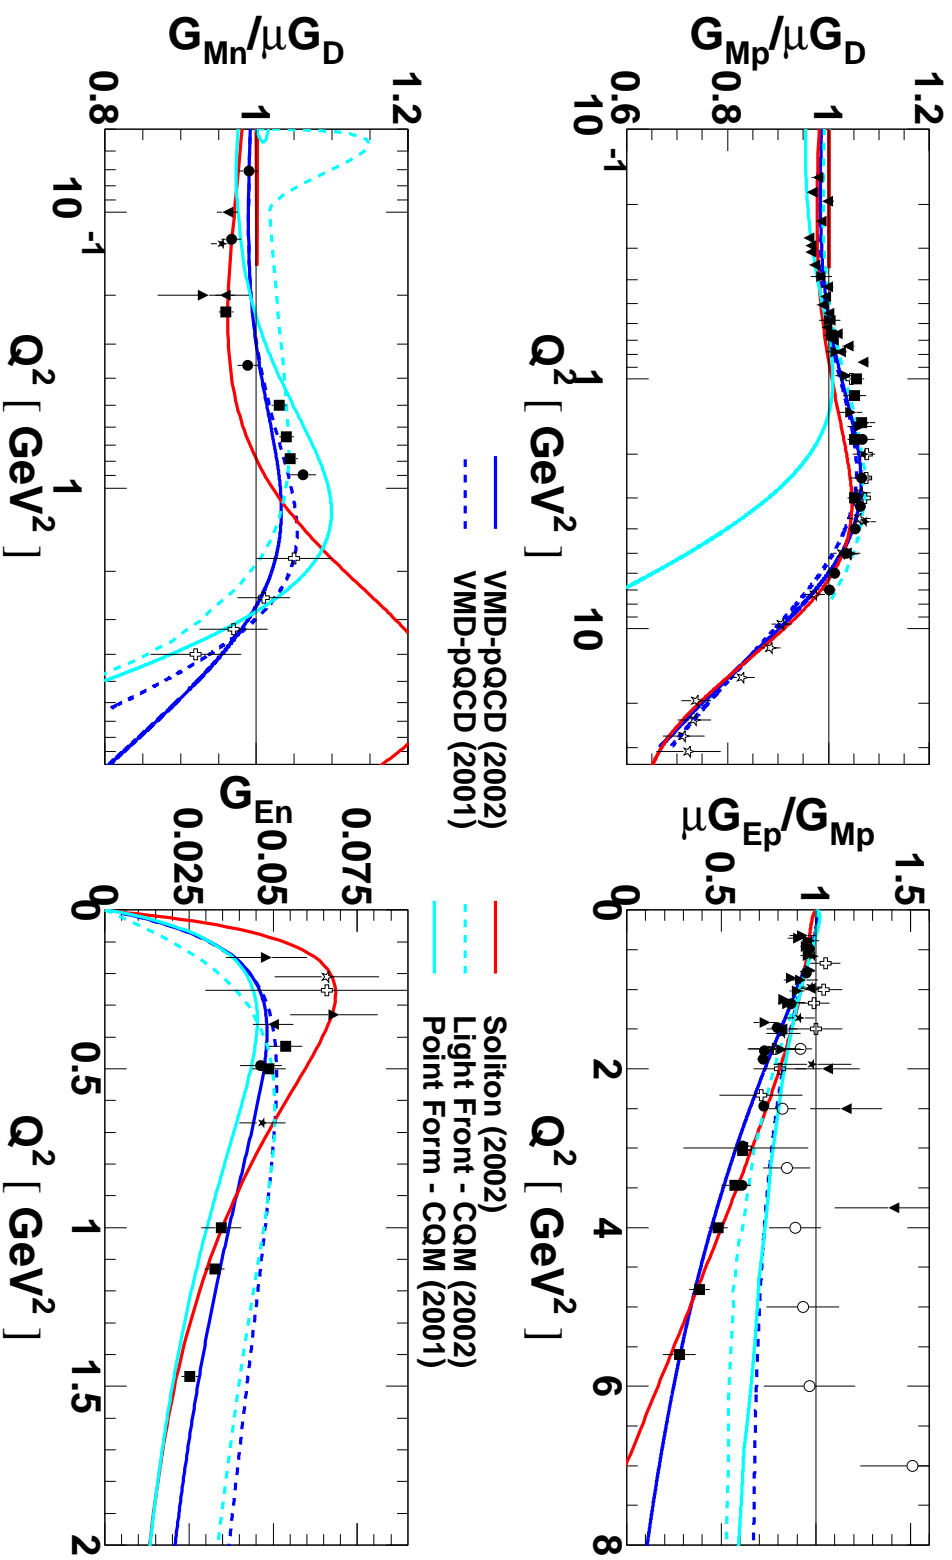 G_Mp/μG_D
1.2
1
0.8
0.6
10^-1
1
10
Q^2 [ GeV^2 ]
μG_Ep/G_Mp
1.5
1
0.5
0
0
2
4
6
8
Q^2 [ GeV^2 ]
VMD-pQCD (2002)
VMD-pQCD (2001)
Soliton (2002)
Light Front - CQM (2002)
Point Form - CQM (2001)
G_Mn/μG_D
1.2
1
0.8
10^-1
1
Q^2 [ GeV^2 ]
G_En
0.075
0.05
0.025
0
0
0.5
1
1.5
2
Q^2 [ GeV^2 ]